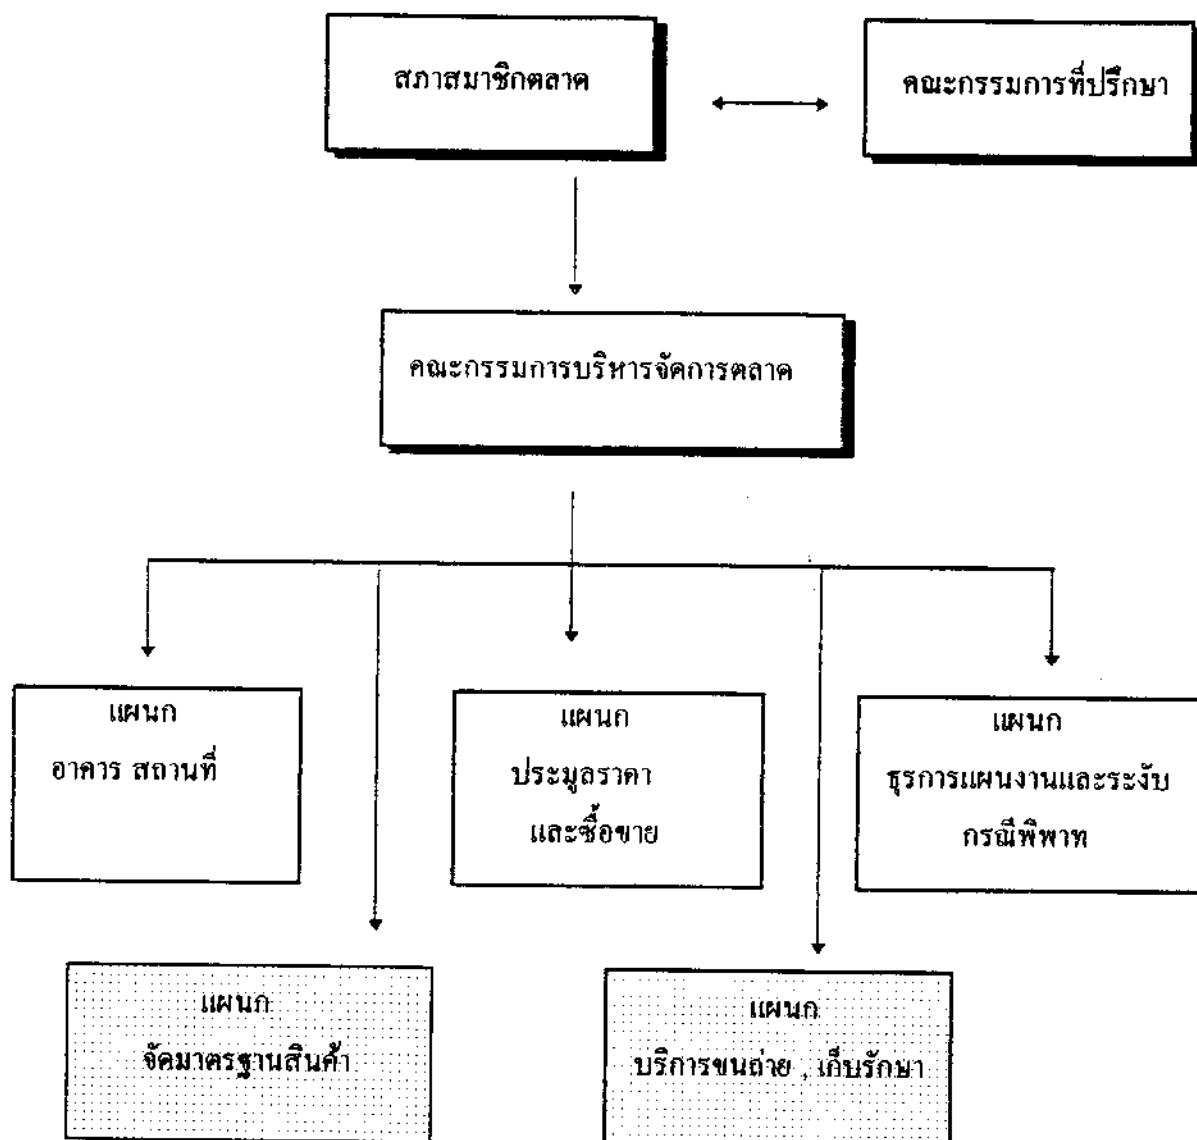 สภาสมาชิกตลาด
คณะกรรมการที่ปรึกษา
คณะกรรมการบริหารจัดการตลาด
แผนก
อาคาร สถานที่
แผนก
ประมูลราคา
และซื้อขาย
แผนก
ธุรการแผนงานและระงับ
กรณีพิพาท
แผนก
จัดมาตรฐานสินค้า
แผนก
บริการขนถ่าย , เก็บรักษา